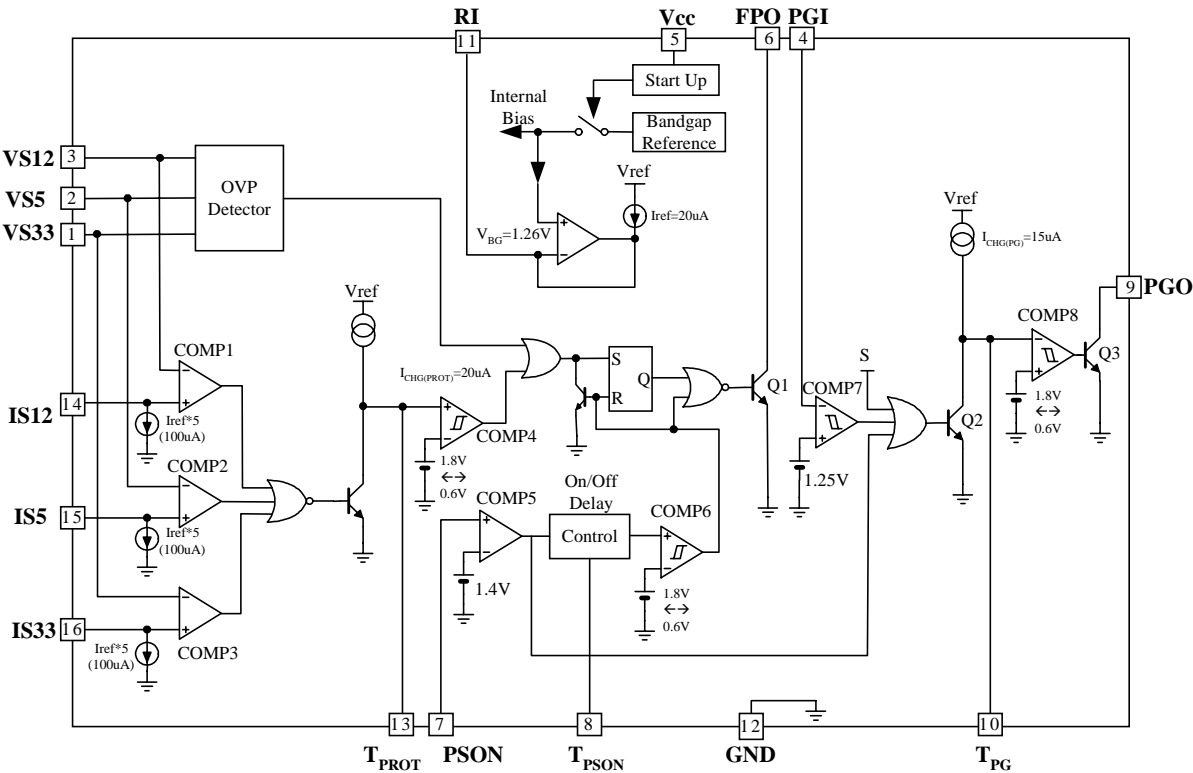 RI
Vcc
FPO
PGI
11
5
6
4
Start Up
Internal
Bias
Bandgap
Reference
VS12
3
VS5
2
VS33
1
OVP
Detector
Vref
Iref=20uA
V_BG=1.26V
Vref
I_CHG(PG)=15uA
9
PGO
Vref
COMP8
COMP1
S
Q
R
I_CHG(PROT)=20uA
Q1
COMP7
S
Q3
IS12
14
Iref*5
(100uA)
COMP4
Q2
1.8V
↔
0.6V
COMP2
1.8V
↔
0.6V
1.25V
On/Off
Delay
COMP5
COMP6
IS5
15
Iref*5
(100uA)
Control
1.4V
1.8V
↔
0.6V
IS33
16
Iref*5
(100uA)
COMP3
13
7
8
12
10
T_PROT
PSON
T_PSON
GND
T_PG